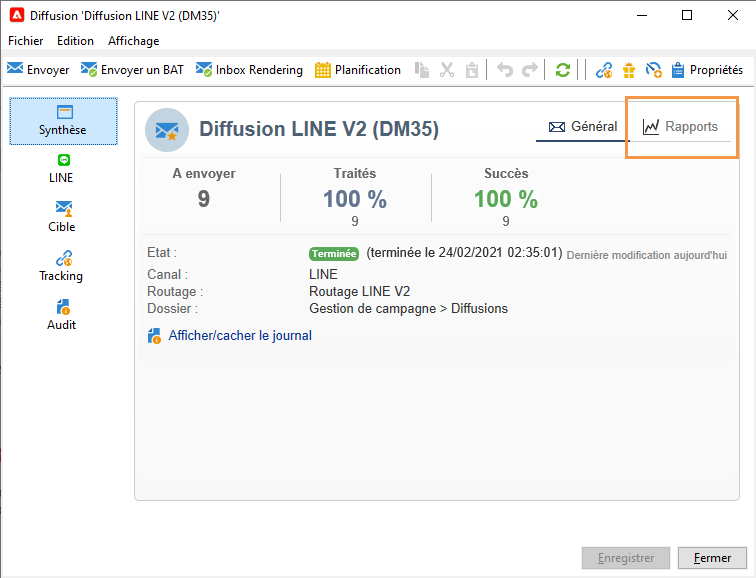 Diffusion 'Diffusion LINE V2 (DM35)'
Fichier Edition Affichage
Envoyer Envoyer un BAT Inbox Rendering Planification Propriétés
Synthèse
LINE
Cible
Tracking
Audit
Diffusion LINE V2 (DM35)
Général Rapports
A envoyer Traités Succès
9 100 % 100 %
9 9
Etat : Terminée (terminée le 24/02/2021 02:35:01) Dernière modification aujourd'hui
Canal : LINE
Routage : Routage LINE V2
Dossier : Gestion de campagne > Diffusions
Afficher/cacher le journal
Enregistrer Fermer